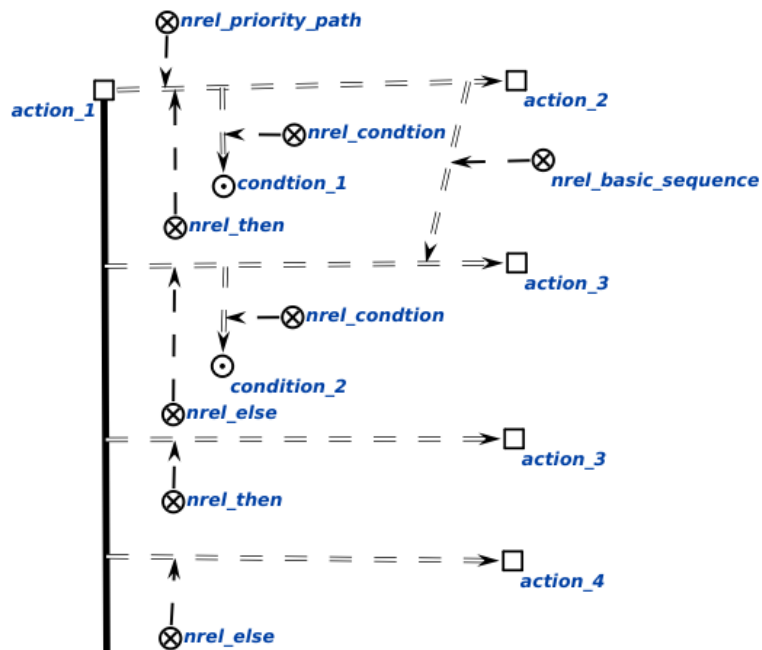 nrel_priority_path
action_2
action_1
nrel_condtion
condtion_1
nrel_basic_sequence
nrel_then
action_3
nrel_condtion
condition_2
nrel_else
action_3
nrel_then
action_4
nrel_else